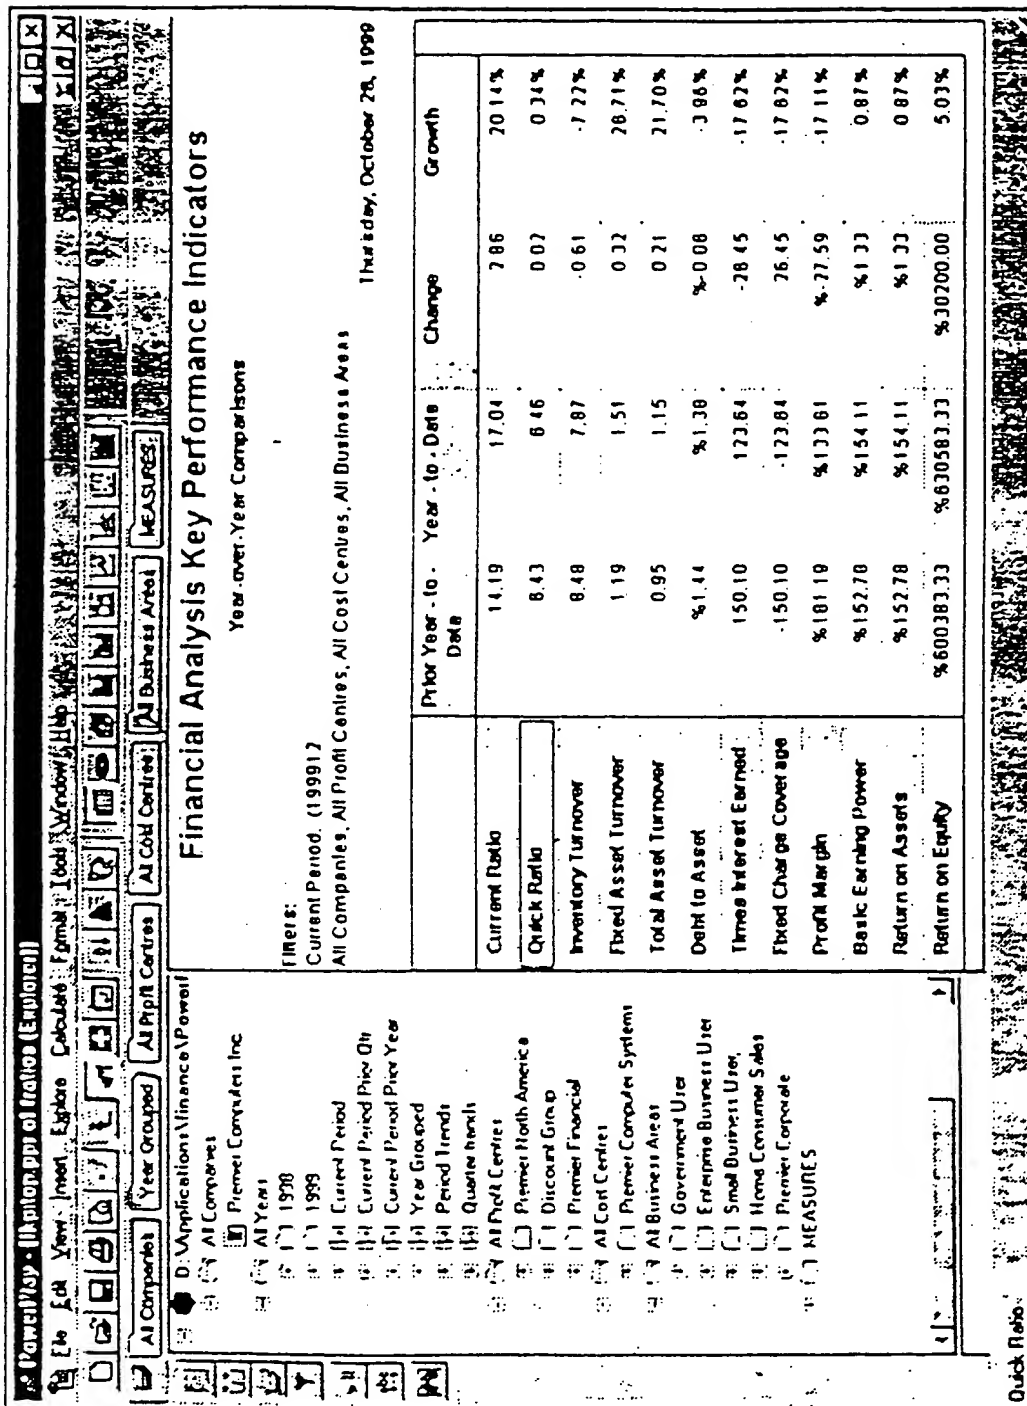 File Edit View Insert Explore Calculate Format Tools Window Help
All Companies Year Grouped All Profit Centres All Cost Centres All Business Areas MEASURES
D:\Applications\finance\Powerf
All Companies
Premier Computers Inc
All Years
1998
1999
Current Period
Current Period Prior Qtr
Current Period Prior Year
Year Grouped
Period Trends
Quarter trends
All Profit Centres
Premier North America
Discount Group
Premier Financial
All Cost Centres
Premier Computer Systems
All Business Areas
Government User
Enterprise Business User
Small Business User,
Home Consumer Sales
Premier Corporate
MEASURES
Financial Analysis Key Performance Indicators
Year-over-Year Comparisons
Thursday, October 28, 1999
Filters:
Current Period. (199912
All Companies, All Profit Centres, All Cost Centres, All Business Areas
Prior Year-to-Date Year-to-Date Change Growth
Current Ratio 14.19 17.04 2.86 20.14%
Quick Ratio 6.43 6.46 0.02 0.34%
Inventory Turnover 8.48 7.87 -0.61 -7.22%
Fixed Asset Turnover 1.19 1.51 0.32 26.71%
Total Asset Turnover 0.95 1.15 0.21 21.70%
Debt to Asset %1.44 %1.38 %-0.06 -3.96%
Times Interest Earned 150.10 123.64 -26.45 -17.62%
Fixed Charge Coverage -150.10 -123.64 26.45 -17.62%
Profit Margin %161.19 %133.61 %-27.59 -17.11%
Basic Earning Power %152.78 %154.11 %1.33 0.87%
Return on Assets %152.78 %154.11 %1.33 0.87%
Return on Equity %600383.33 %630583.33 %30200.00 5.03%
Quick Ratio